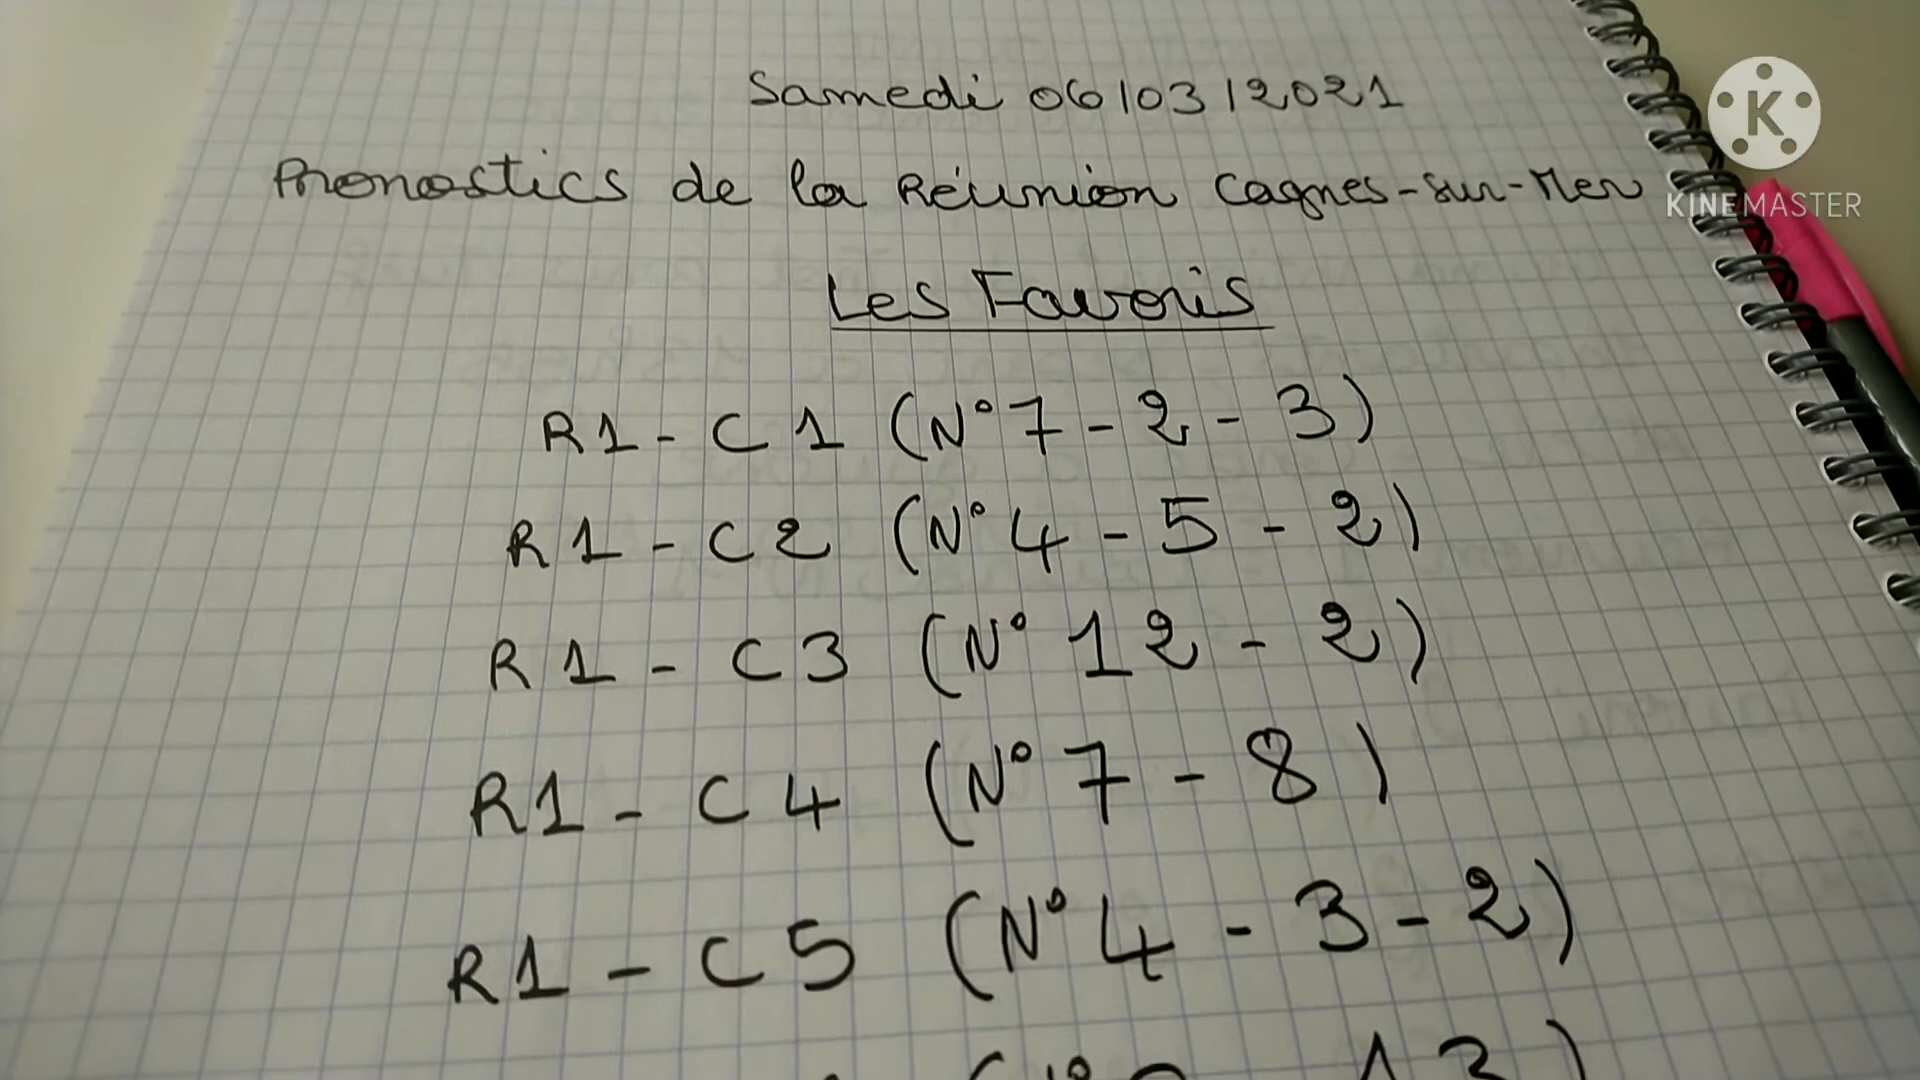 Samedi 06/03/2021
Pronostics de la Réunion Cagnes-sur-Mer
Les Favoris
R1 - C1 (N°7 - 2 - 3)
R1 - C2 (N°4 - 5 - 2)
R1 - C3 (N° 12 - 2)
R1 - C4 (N° 7 - 8)
R1 - C5 (N°4 - 3 - 2)
KINEMASTER